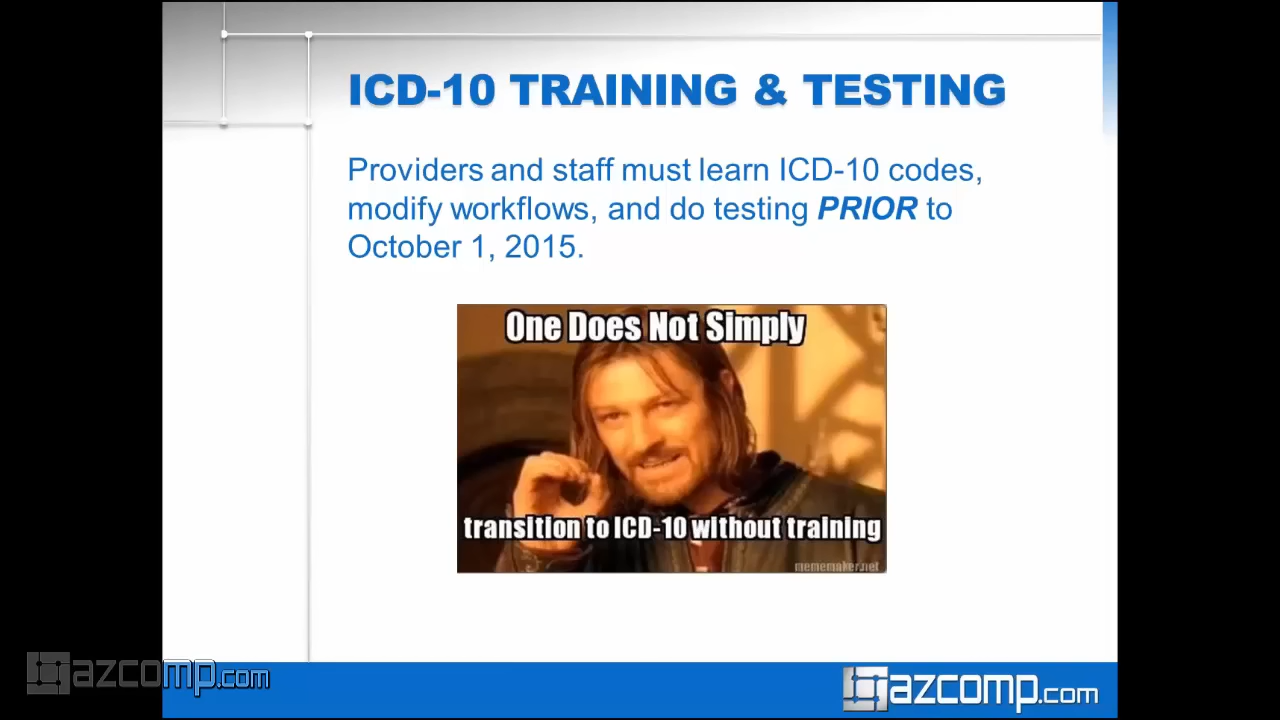 ICD-10 TRAINING & TESTING
Providers and staff must learn ICD-10 codes,
modify workflows, and do testing PRIOR to
October 1, 2015.
One Does Not Simply
transition to ICD-10 without training
mememaker.net
azcomp.com
azcomp.com